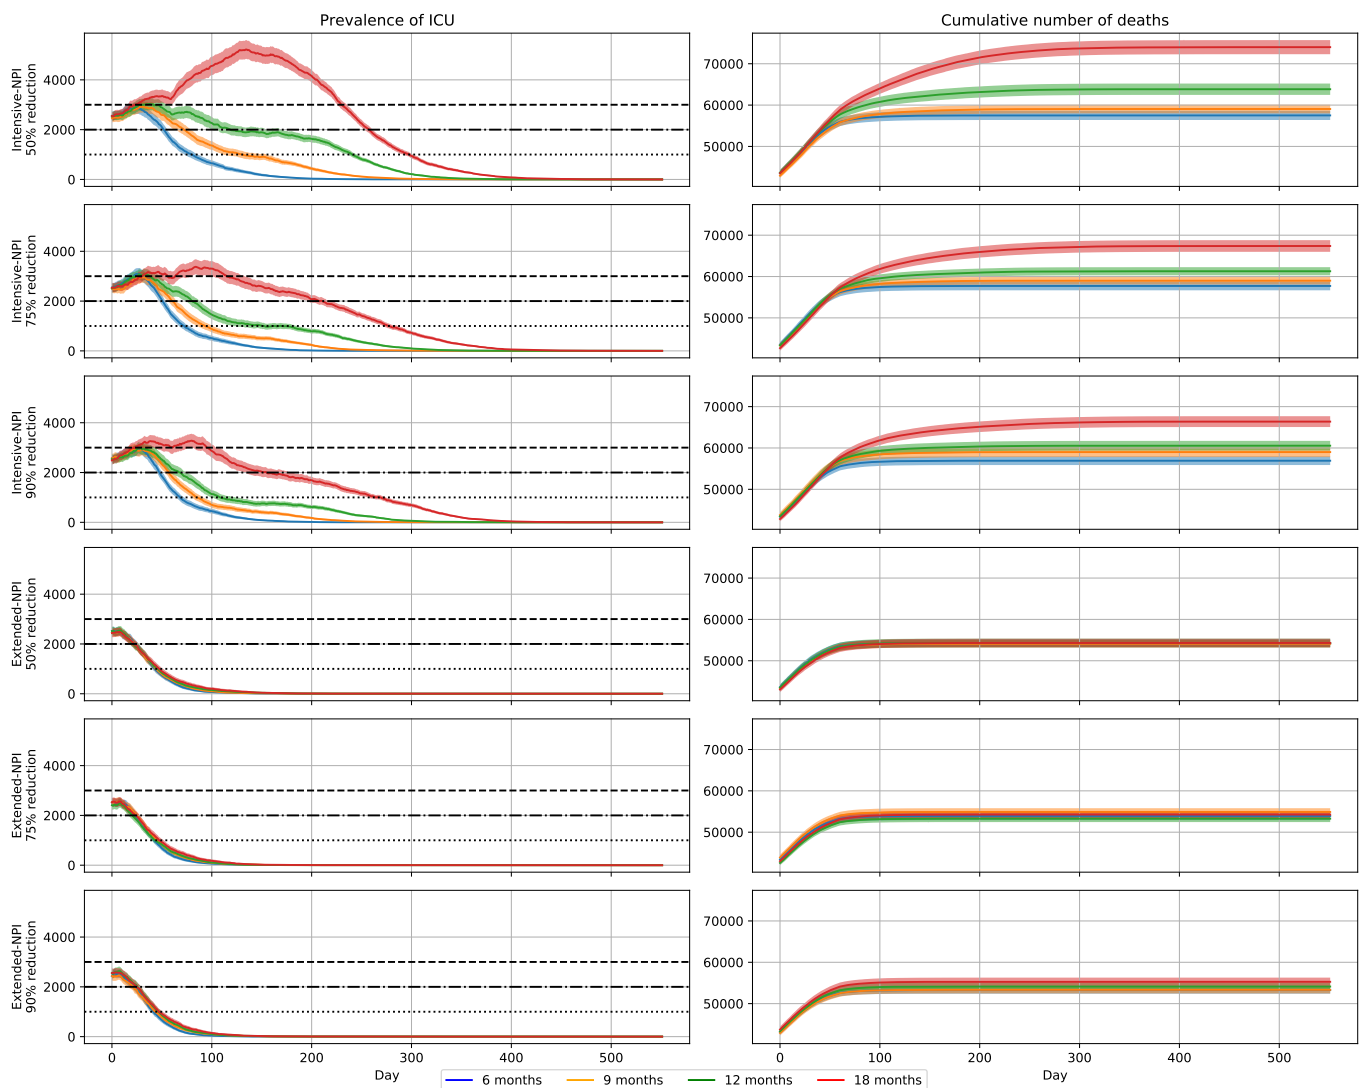 Prevalence of ICU
Cumulative number of deaths
Intensive-NPI
50% reduction
4000
2000
0
70000
60000
50000
Intensive-NPI
75% reduction
4000
2000
0
70000
60000
50000
Intensive-NPI
90% reduction
4000
2000
0
70000
60000
50000
Extended-NPI
50% reduction
4000
2000
0
70000
60000
50000
Extended-NPI
75% reduction
4000
2000
0
70000
60000
50000
Extended-NPI
90% reduction
4000
2000
0
70000
60000
50000
0 100 200 300 400 500
0 100 200 300 400 500
Day
Day
6 months 9 months 12 months 18 months